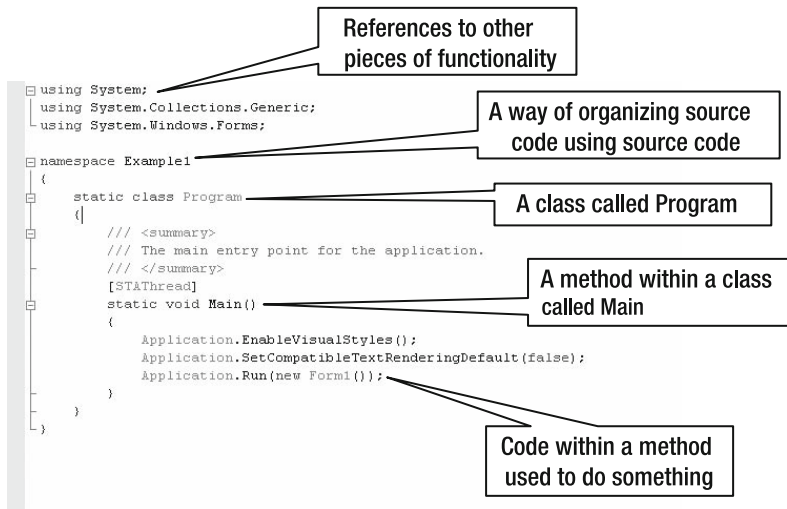 References to other
pieces of functionality
using System;
using System.Collections.Generic;
using System.Windows.Forms;
A way of organizing source
code using source code
namespace Example1
{
static class Program
A class called Program
{
/// <summary>
/// The main entry point for the application.
/// </summary>
[STAThread]
A method within a class
called Main
static void Main()
{
Application.EnableVisualStyles();
Application.SetCompatibleTextRenderingDefault(false);
Application.Run(new Form1());
}
}
}
Code within a method
used to do something